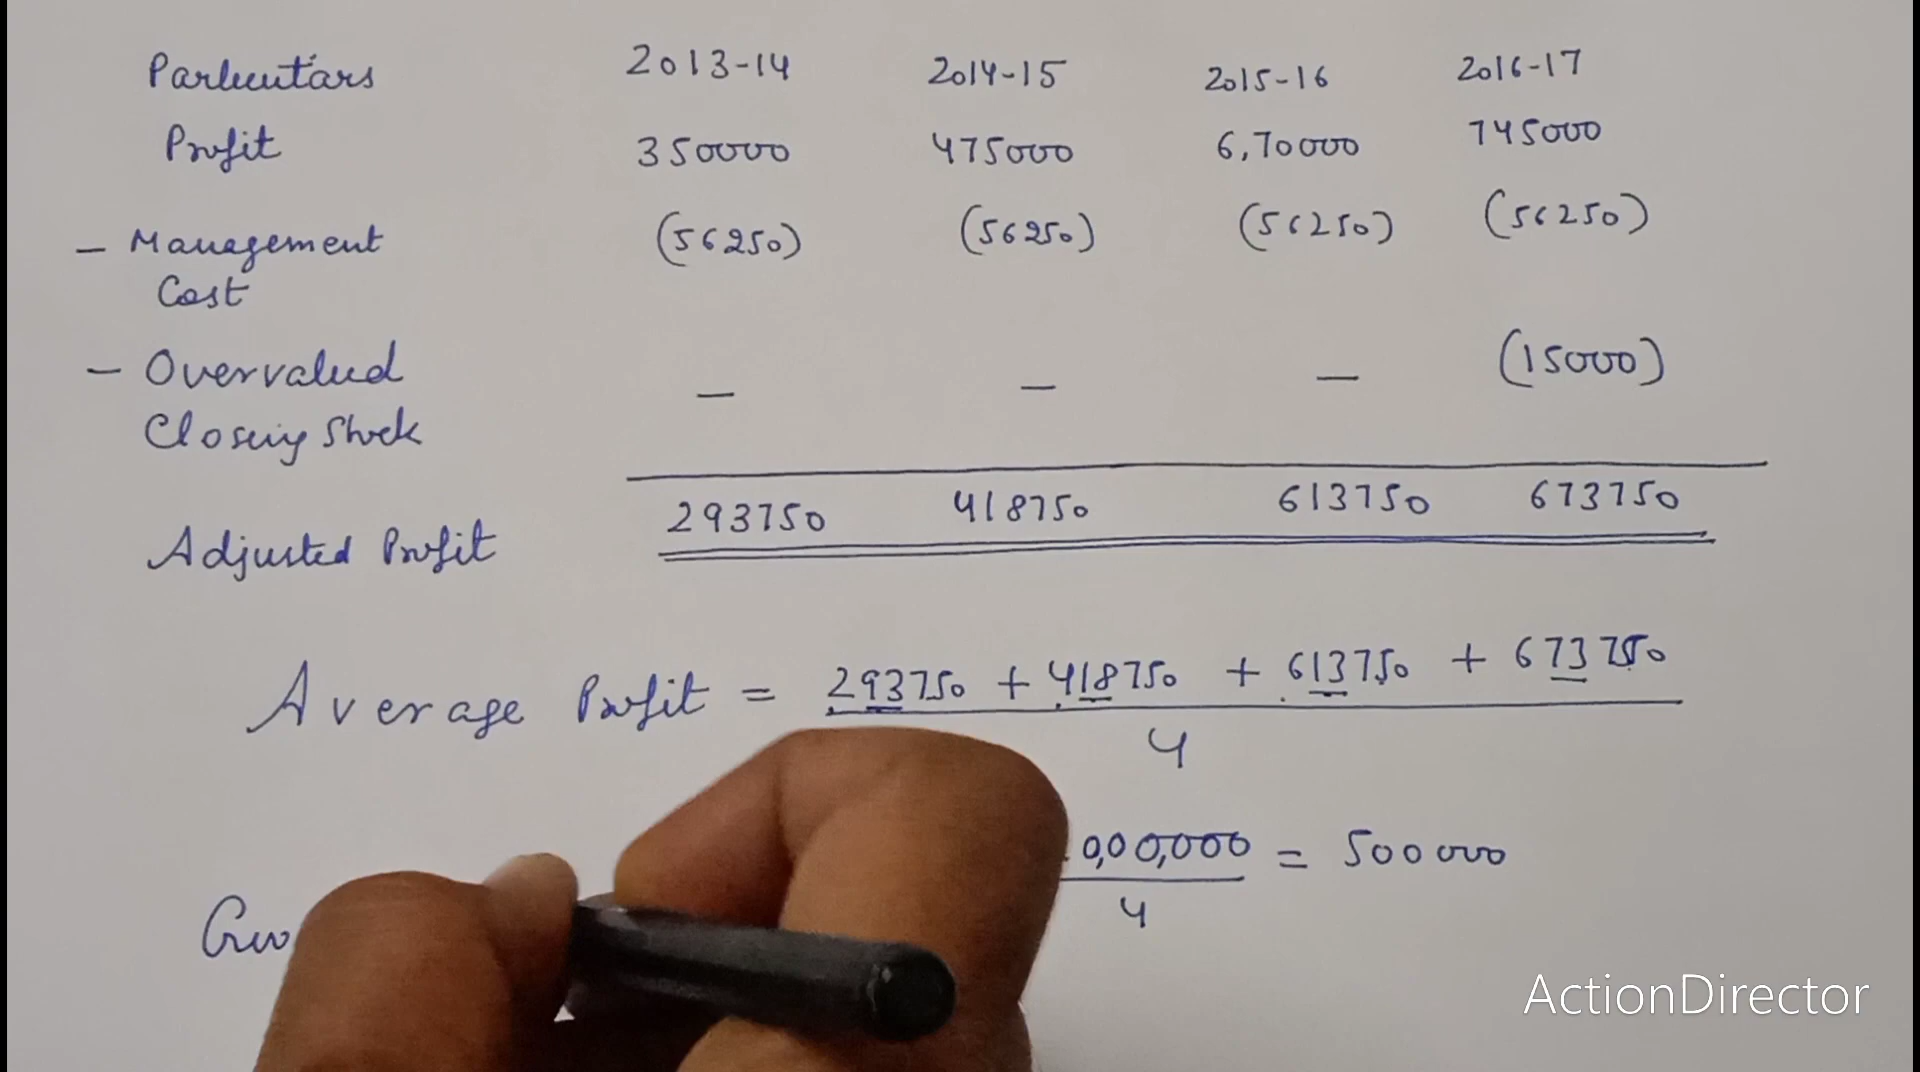 Particulars 2013-14 2014-15 2015-16 2016-17
Profit 350000 475000 6,70000 745000
- Management (56250) (56250) (56250) (56250)
Cost
- Overvalued - - - (15000)
Closing Stock
293750 418750 613750 673750
Adjusted Profit
Average Profit = 293750 + 418750 + 613750 + 673750
4
0,00,000 = 500000
4
ActionDirector